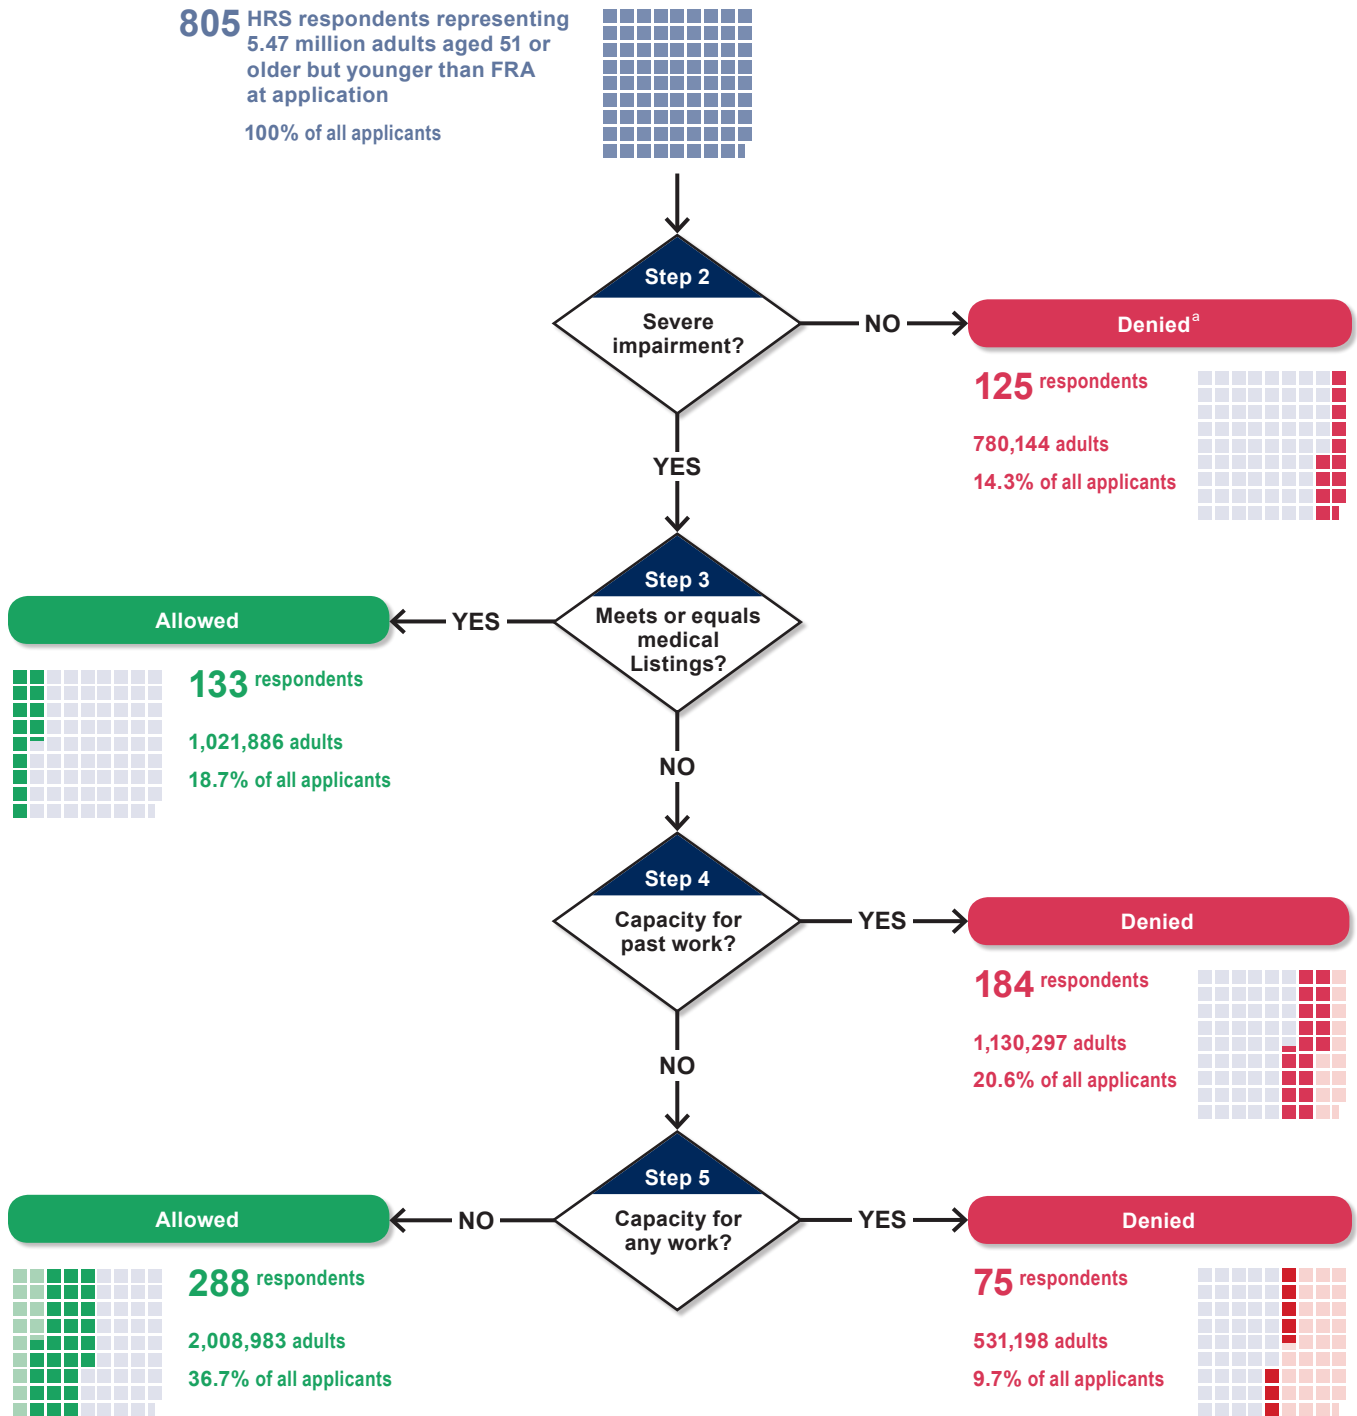 805 HRS respondents representing
5.47 million adults aged 51 or
older but younger than FRA
at application
100% of all applicants
Step 2
Severe
impairment?
NO
Denied a
125 respondents
780,144 adults
14.3% of all applicants
YES
Step 3
Meets or equals
medical
Listings?
YES
Allowed
133 respondents
1,021,886 adults
18.7% of all applicants
NO
Step 4
Capacity for
past work?
YES
Denied
184 respondents
1,130,297 adults
20.6% of all applicants
NO
Step 5
Capacity for
any work?
NO
Allowed
288 respondents
2,008,983 adults
36.7% of all applicants
YES
Denied
75 respondents
531,198 adults
9.7% of all applicants